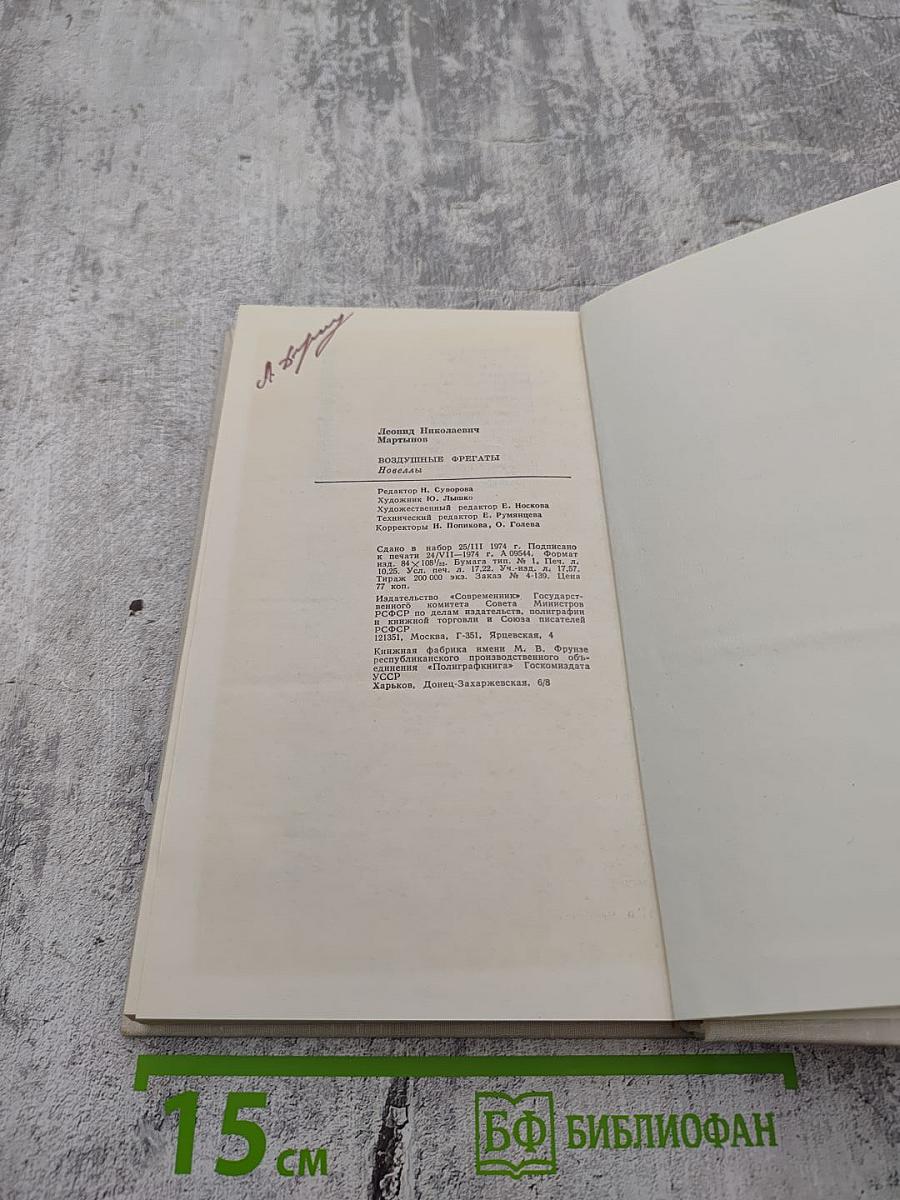 Леонид Николаевич
Мартынов
ВОЗДУШНЫЕ ФРЕГАТЫ
Новеллы
Редактор Н. Суворова
Художник Ю. Лышко
Художественный редактор Е. Носкова
Технический редактор Е. Румянцева
Корректоры И. Попикова, О. Голева
Сдано в набор 25/III 1974 г. Подписано
к печати 24/VII—1974 г. А 09544. Формат
изд. 84×108¹/₃₂. Бумага тип. № 1. Печ. л.
10,25. Усл. печ. л. 17,22. Уч.-изд. л. 17,57.
Тираж 200 000 экз. Заказ № 4-139. Цена
77 коп.
Издательство «Современник» Государст-
венного комитета Совета Министров
РСФСР по делам издательств, полиграфии
и книжной торговли и Союза писателей
РСФСР
121351, Москва, Г-351, Ярцевская, 4
Книжная фабрика имени М. В. Фрунзе
республиканского производственного объ-
единения «Полиграфкнига» Госкомиздата
УССР
Харьков, Донец-Захаржевская, 6/8
15 см
БФ БИБЛИОФАН